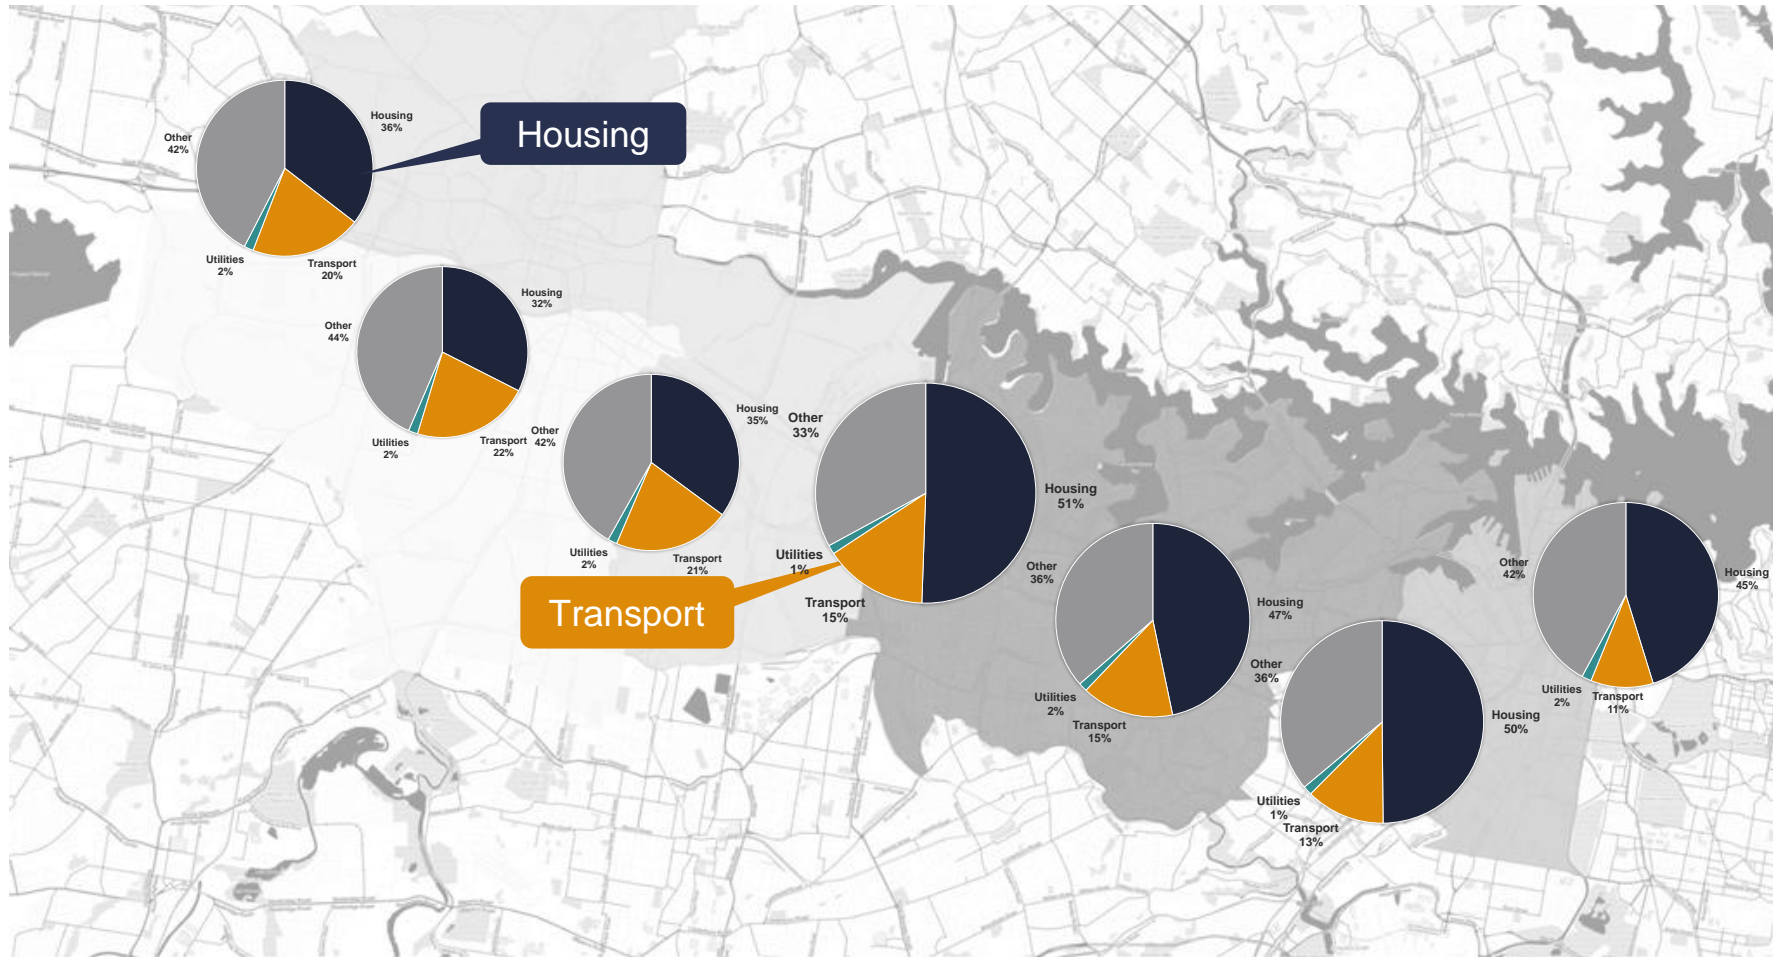 Housing
36%
Other
42%
Utilities
2%
Transport
20%
Housing
Housing
32%
Other
44%
Utilities
2%
Transport
22%
Housing
35%
Other
42%
Utilities
2%
Transport
21%
Other
33%
Housing
51%
Utilities
1%
Transport
15%
Transport
Other
36%
Housing
47%
Utilities
2%
Transport
15%
Other
36%
Housing
50%
Utilities
1%
Transport
13%
Other
42%
Housing
45%
Utilities
2%
Transport
11%